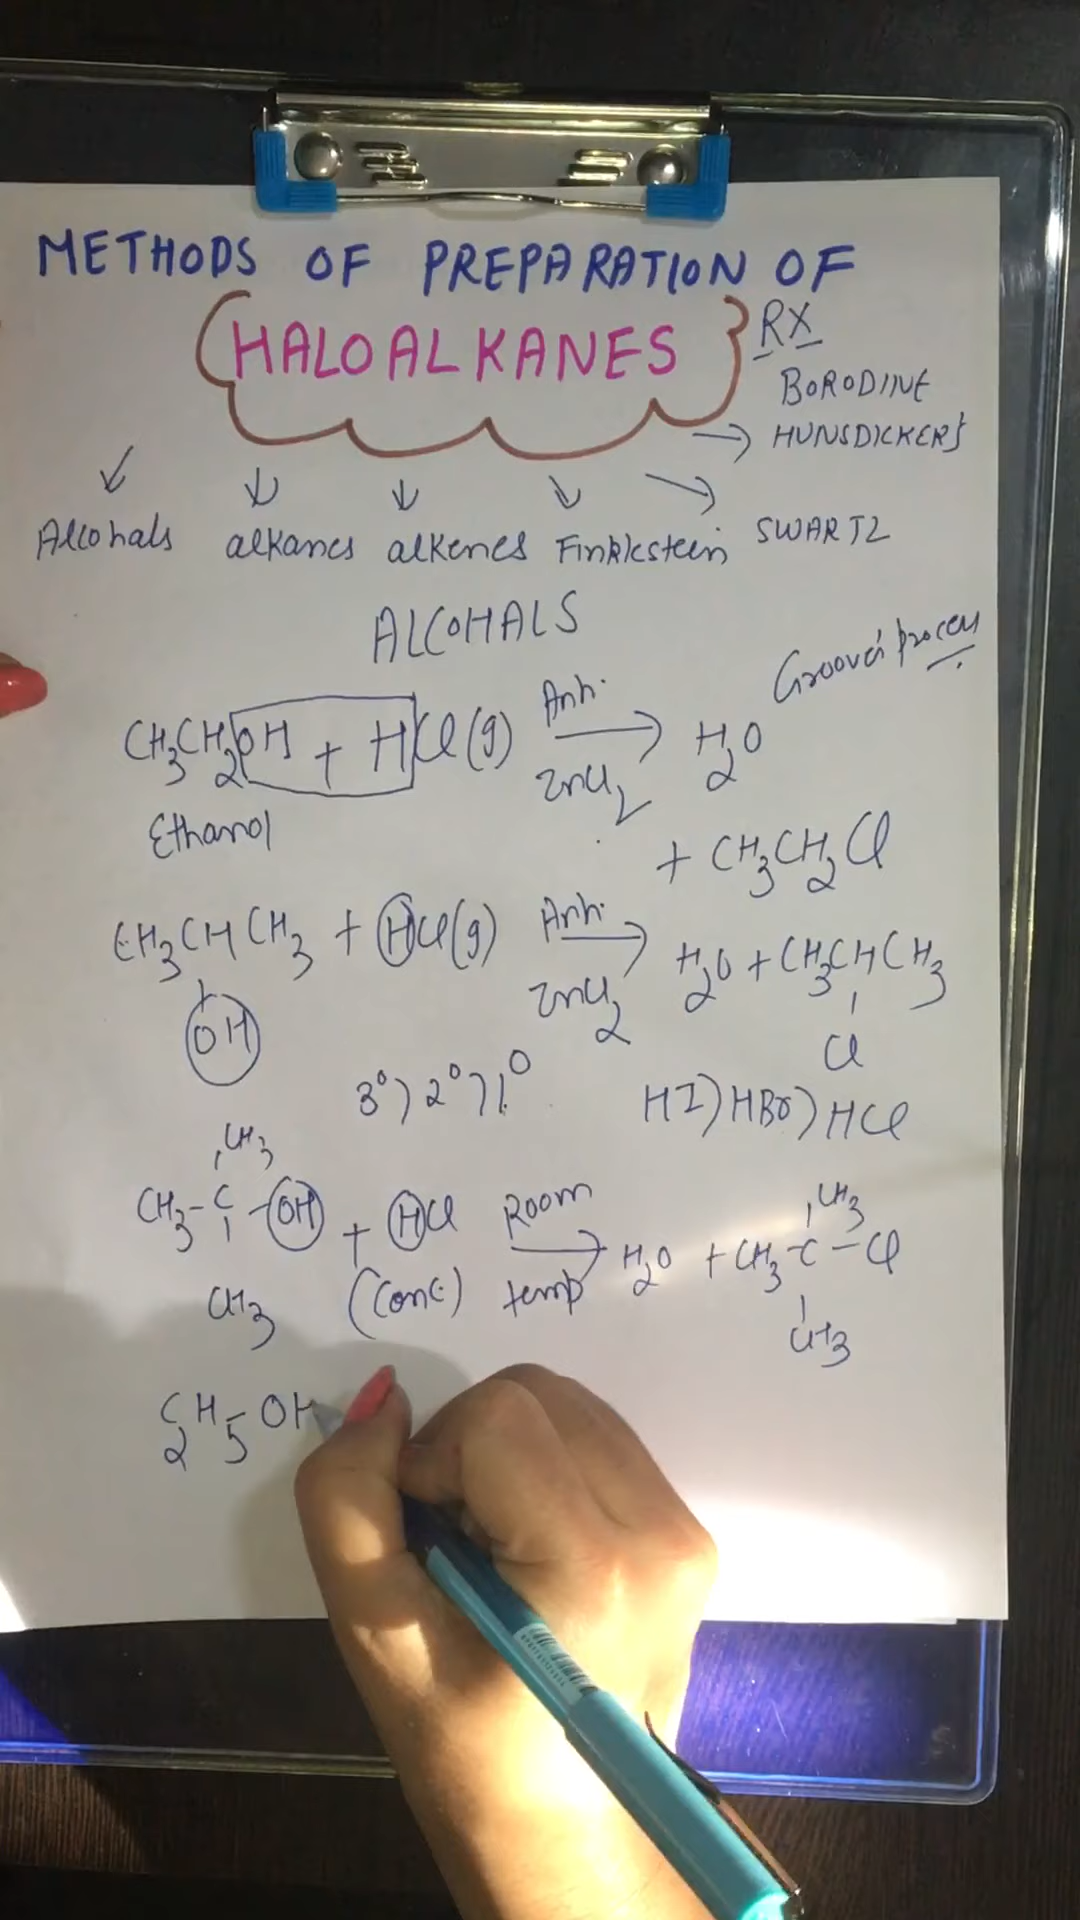 METHODS OF PREPARATION OF
HALOALKANES
RX
BORODINE
→ HUNSDICKERS
Alcohals alkanes alkenes Finklestein SWARTZ
ALCOHALS
Groove's process
CH3CH2OH + HCl(g) Anh. → ZnCl2 H2O
Ethanol
+ CH3CH2Cl
CH3CHCH3 + HCl(g) Anh. → ZnCl2 H2O + CH3CHCH3
OH
Cl
3°>2°>1°
HI>HBr>HCl
CH3
CH3-C-OH + HCl Room → temp H2O + CH3-C-Cl
CH3
(Conc)
CH3
CH3
C2H5OH